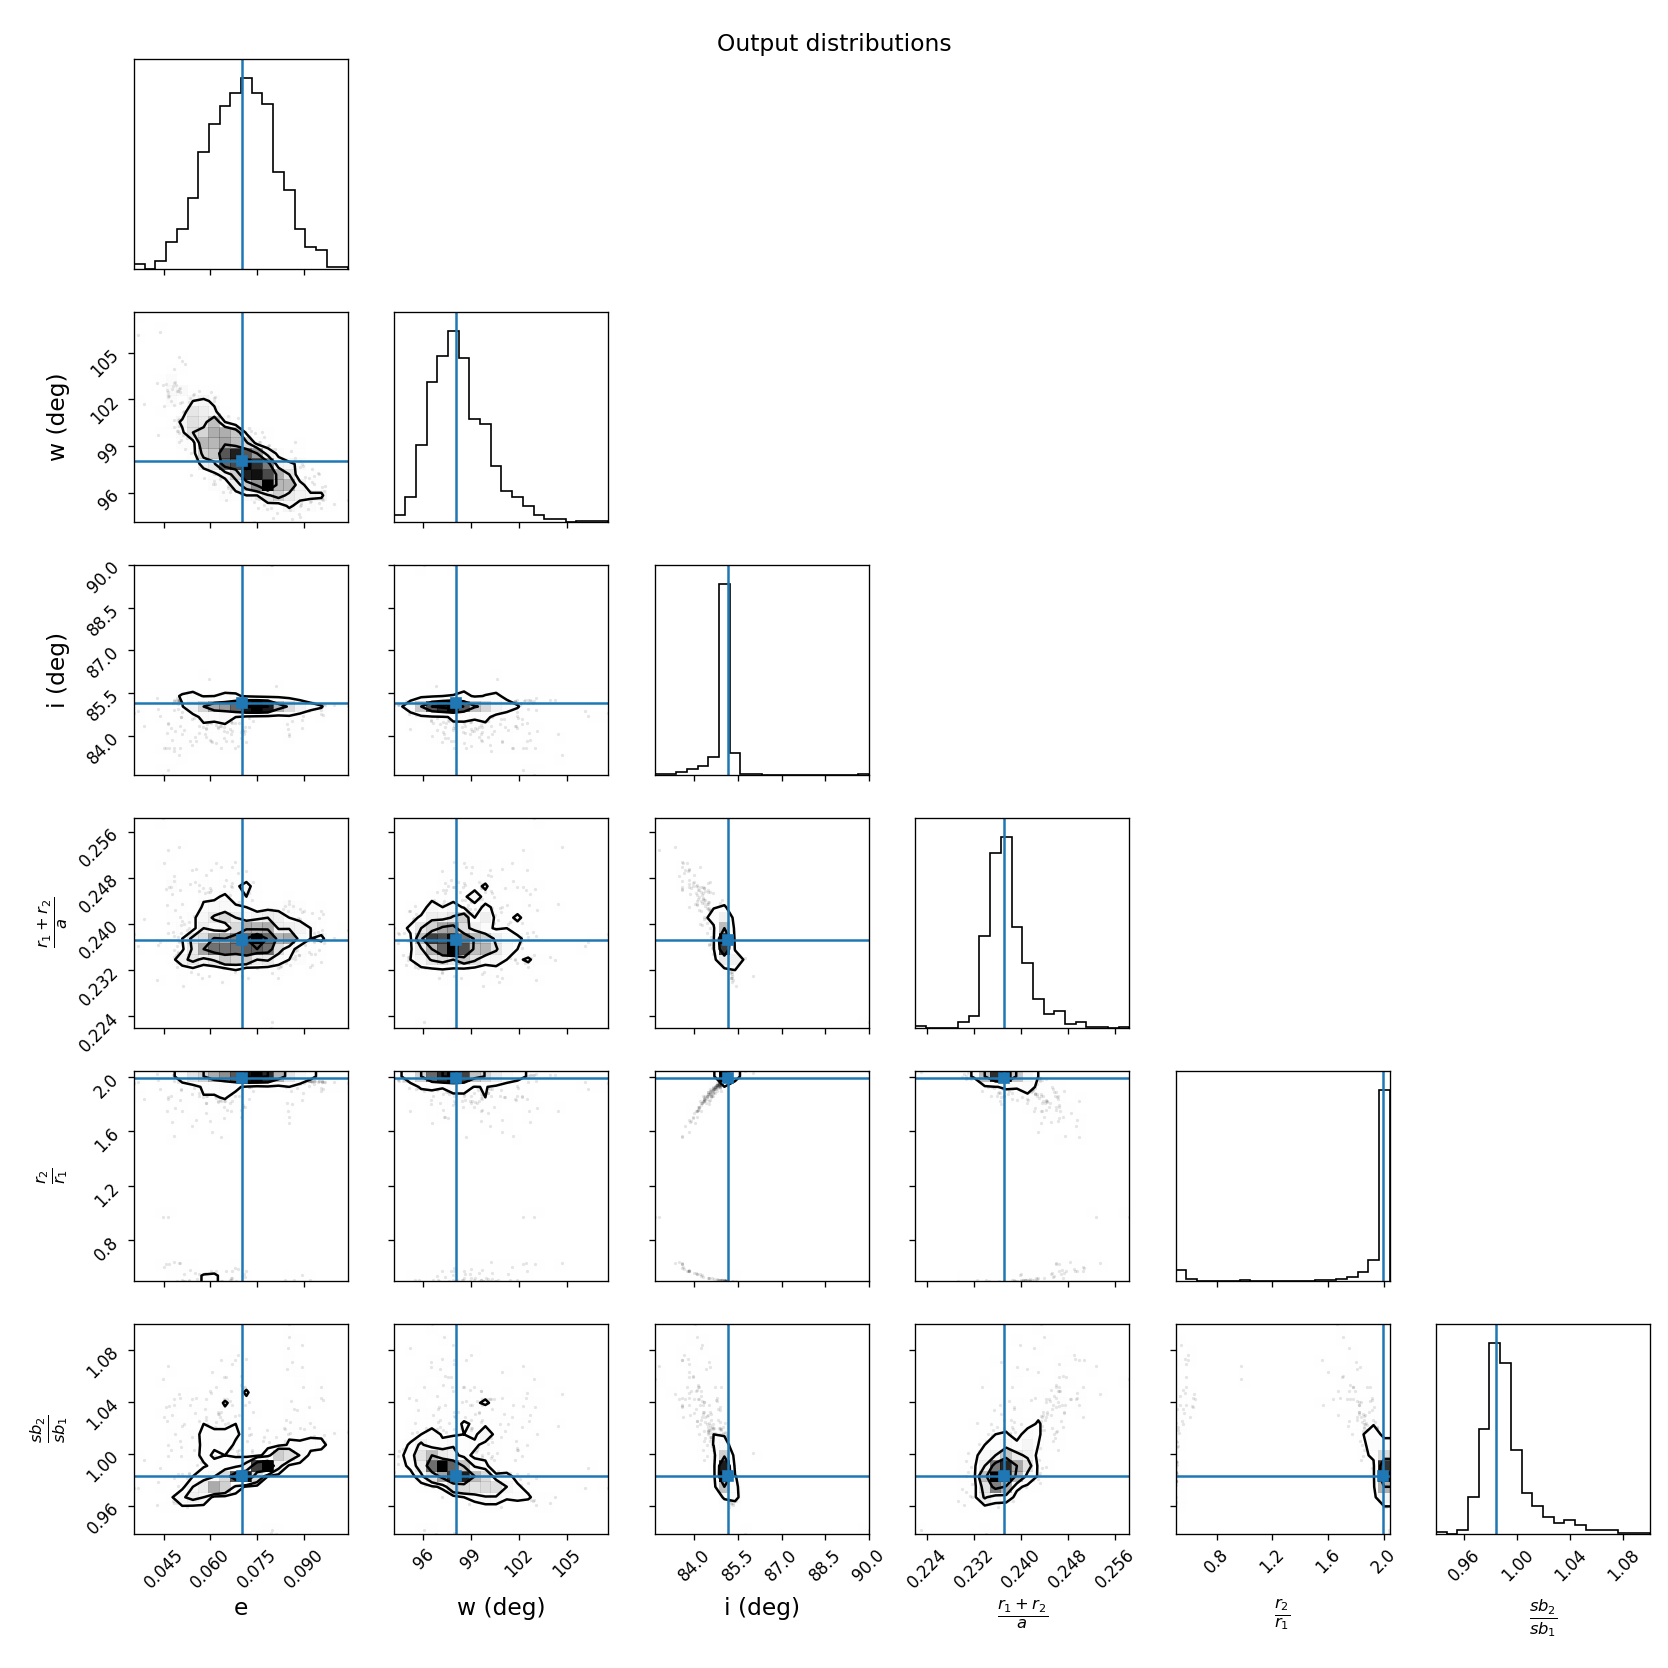 Output distributions
105
102
99
96
w (deg)
90.0
88.5
87.0
85.5
84.0
i (deg)
0.256
0.248
0.240
0.232
0.224
r₁ + r₂ / a
2.0
1.6
1.2
0.8
r₂ / r₁
1.08
1.04
1.00
0.96
sb₂ / sb₁
0.045 0.060 0.075 0.090
96 99 102 105
84.0 85.5 87.0 88.5 90.0
0.224 0.232 0.240 0.248 0.256
0.8 1.2 1.6 2.0
0.96 1.00 1.04 1.08
e
w (deg)
i (deg)
r₁ + r₂ / a
r₂ / r₁
sb₂ / sb₁